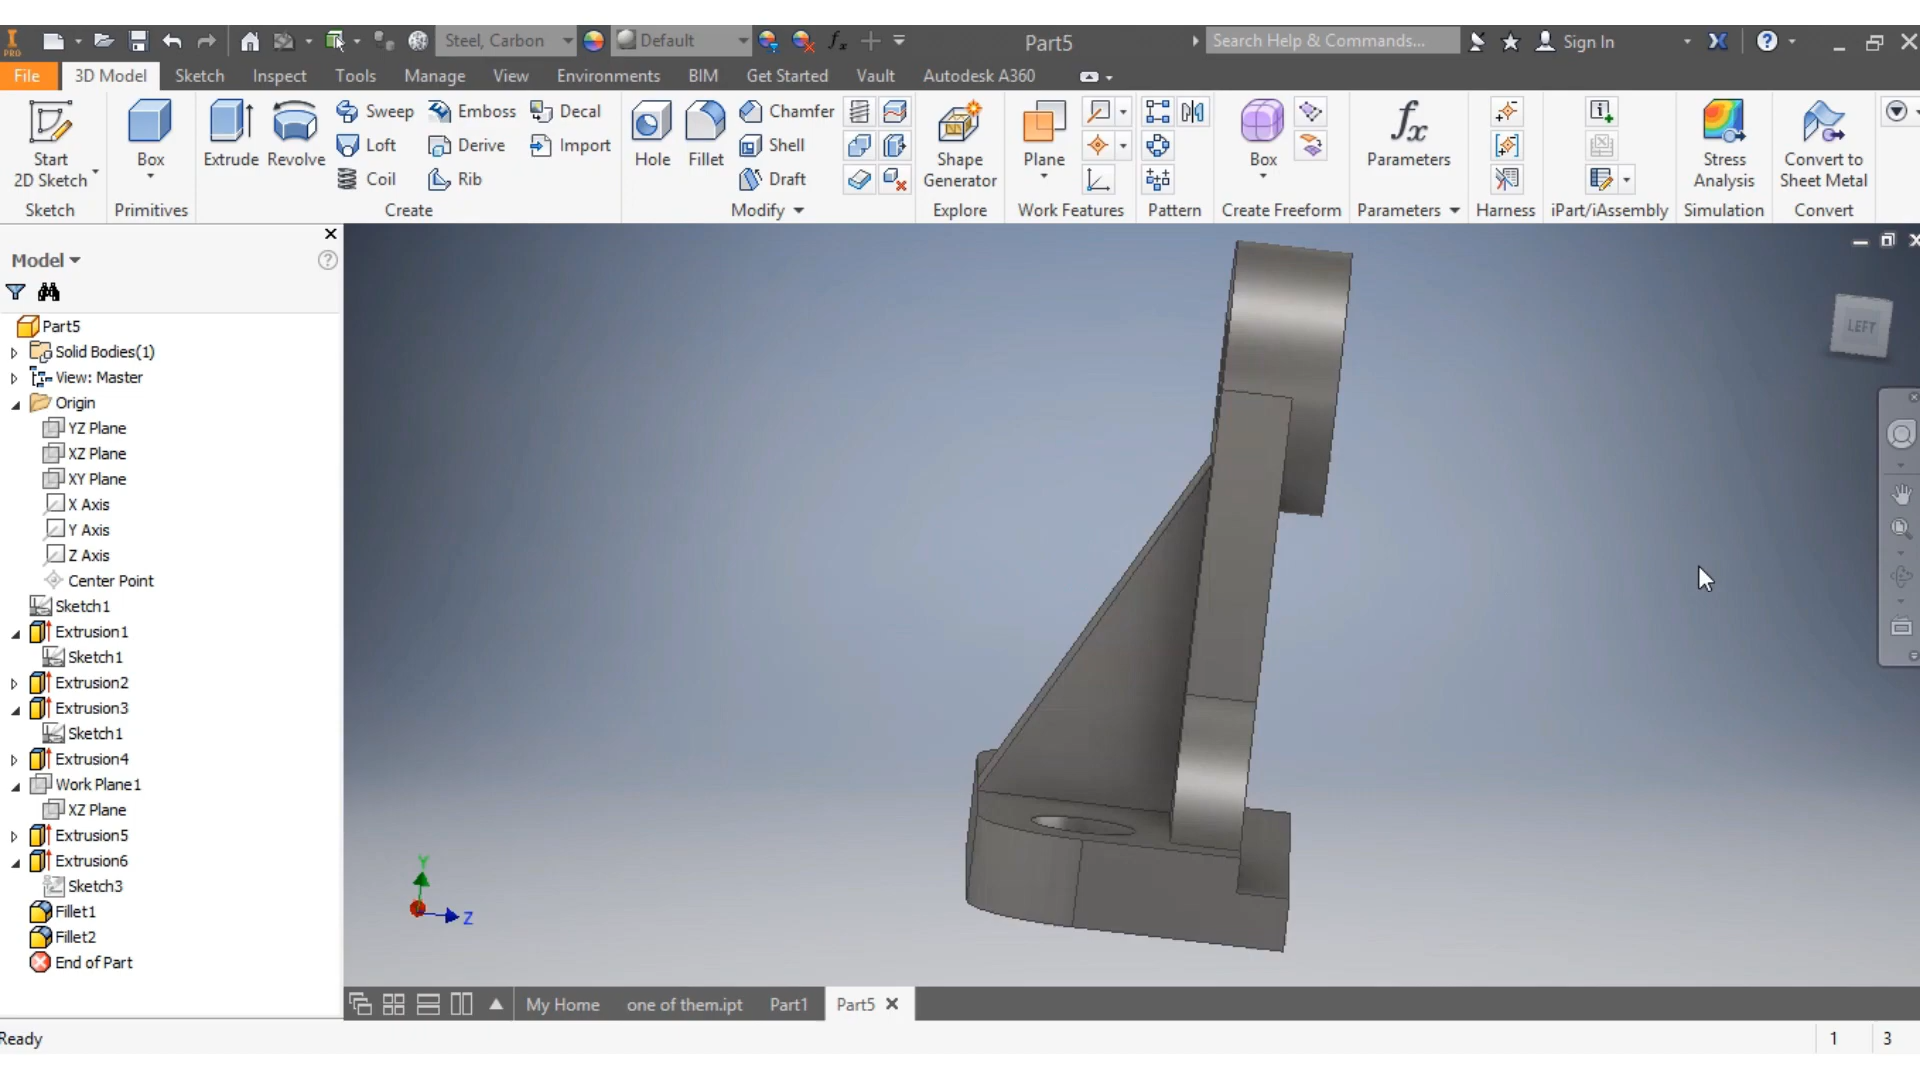 PRO
Steel, Carbon
Default
fx
Part5
Search Help & Commands...
Sign In
File
3D Model
Sketch
Inspect
Tools
Manage
View
Environments
BIM
Get Started
Vault
Autodesk A360
Start
2D Sketch
Sketch
Box
Primitives
Extrude
Revolve
Sweep
Loft
Coil
Emboss
Derive
Rib
Decal
Import
Create
Hole
Fillet
Chamfer
Shell
Draft
Modify
Shape
Generator
Explore
Plane
Work Features
Pattern
Box
Create Freeform
fx
Parameters
Parameters
Harness
iPart/iAssembly
Stress
Analysis
Simulation
Convert to
Sheet Metal
Convert
Model
Part5
Solid Bodies(1)
View: Master
Origin
YZ Plane
XZ Plane
XY Plane
X Axis
Y Axis
Z Axis
Center Point
Sketch1
Extrusion1
Sketch1
Extrusion2
Extrusion3
Sketch1
Extrusion4
Work Plane1
XZ Plane
Extrusion5
Extrusion6
Sketch3
Fillet1
Fillet2
End of Part
LEFT
Y
Z
My Home
one of them.ipt
Part1
Part5
Ready
1
3